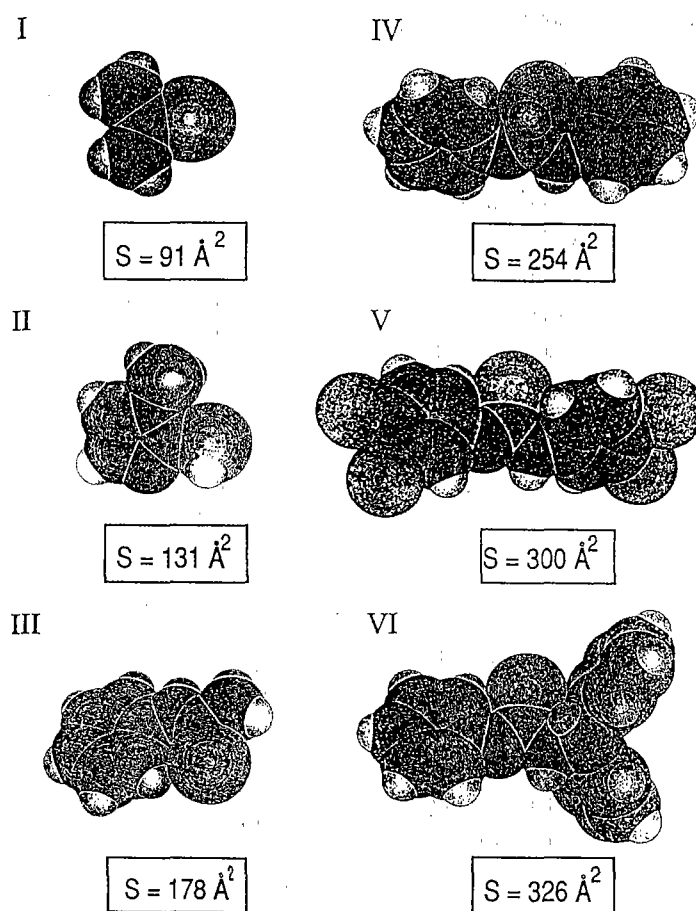 I
IV
S = 91 Å²
S = 254 Å²
II
V
S = 131 Å²
S = 300 Å²
III
VI
S = 178 Å²
S = 326 Å²